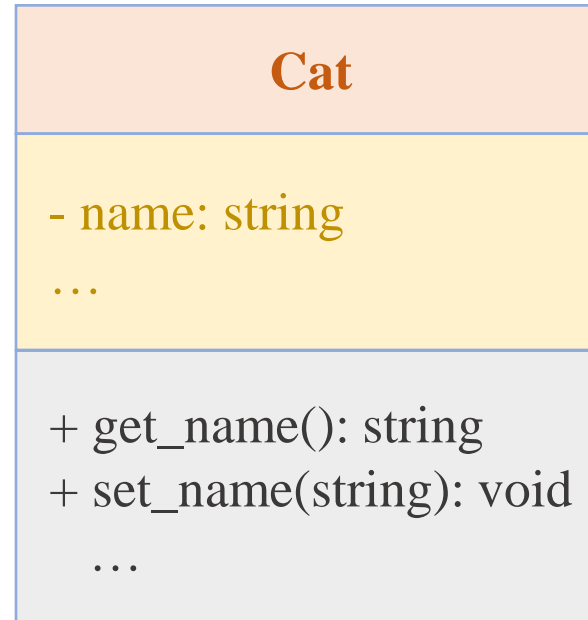 Cat
- name: string
…
+ get_name(): string
+ set_name(string): void
…